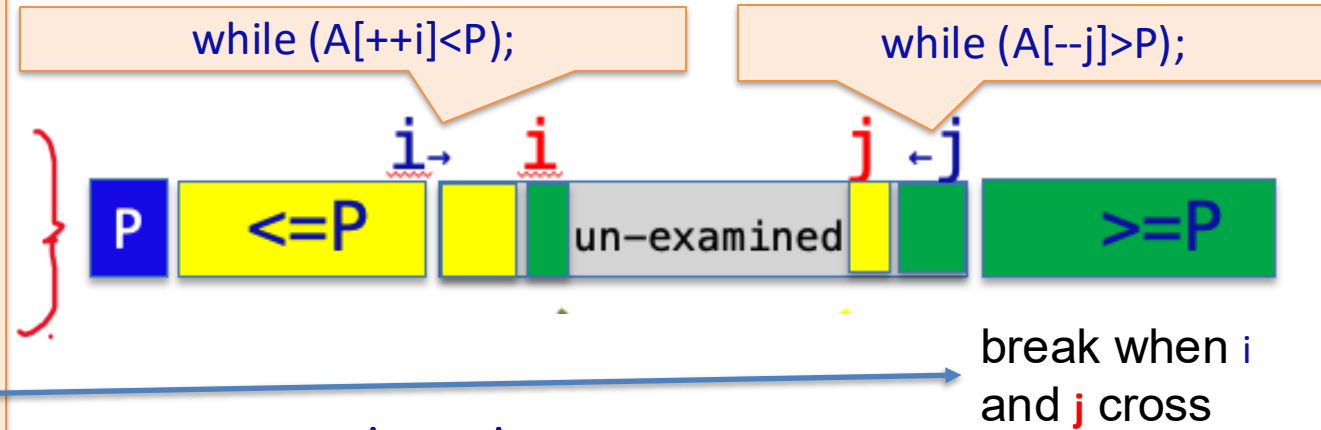 while (A[++i]<P);
while (A[--j]>P);
i→ i j ←j
P <=P un-examined >=P
break when i
and j cross